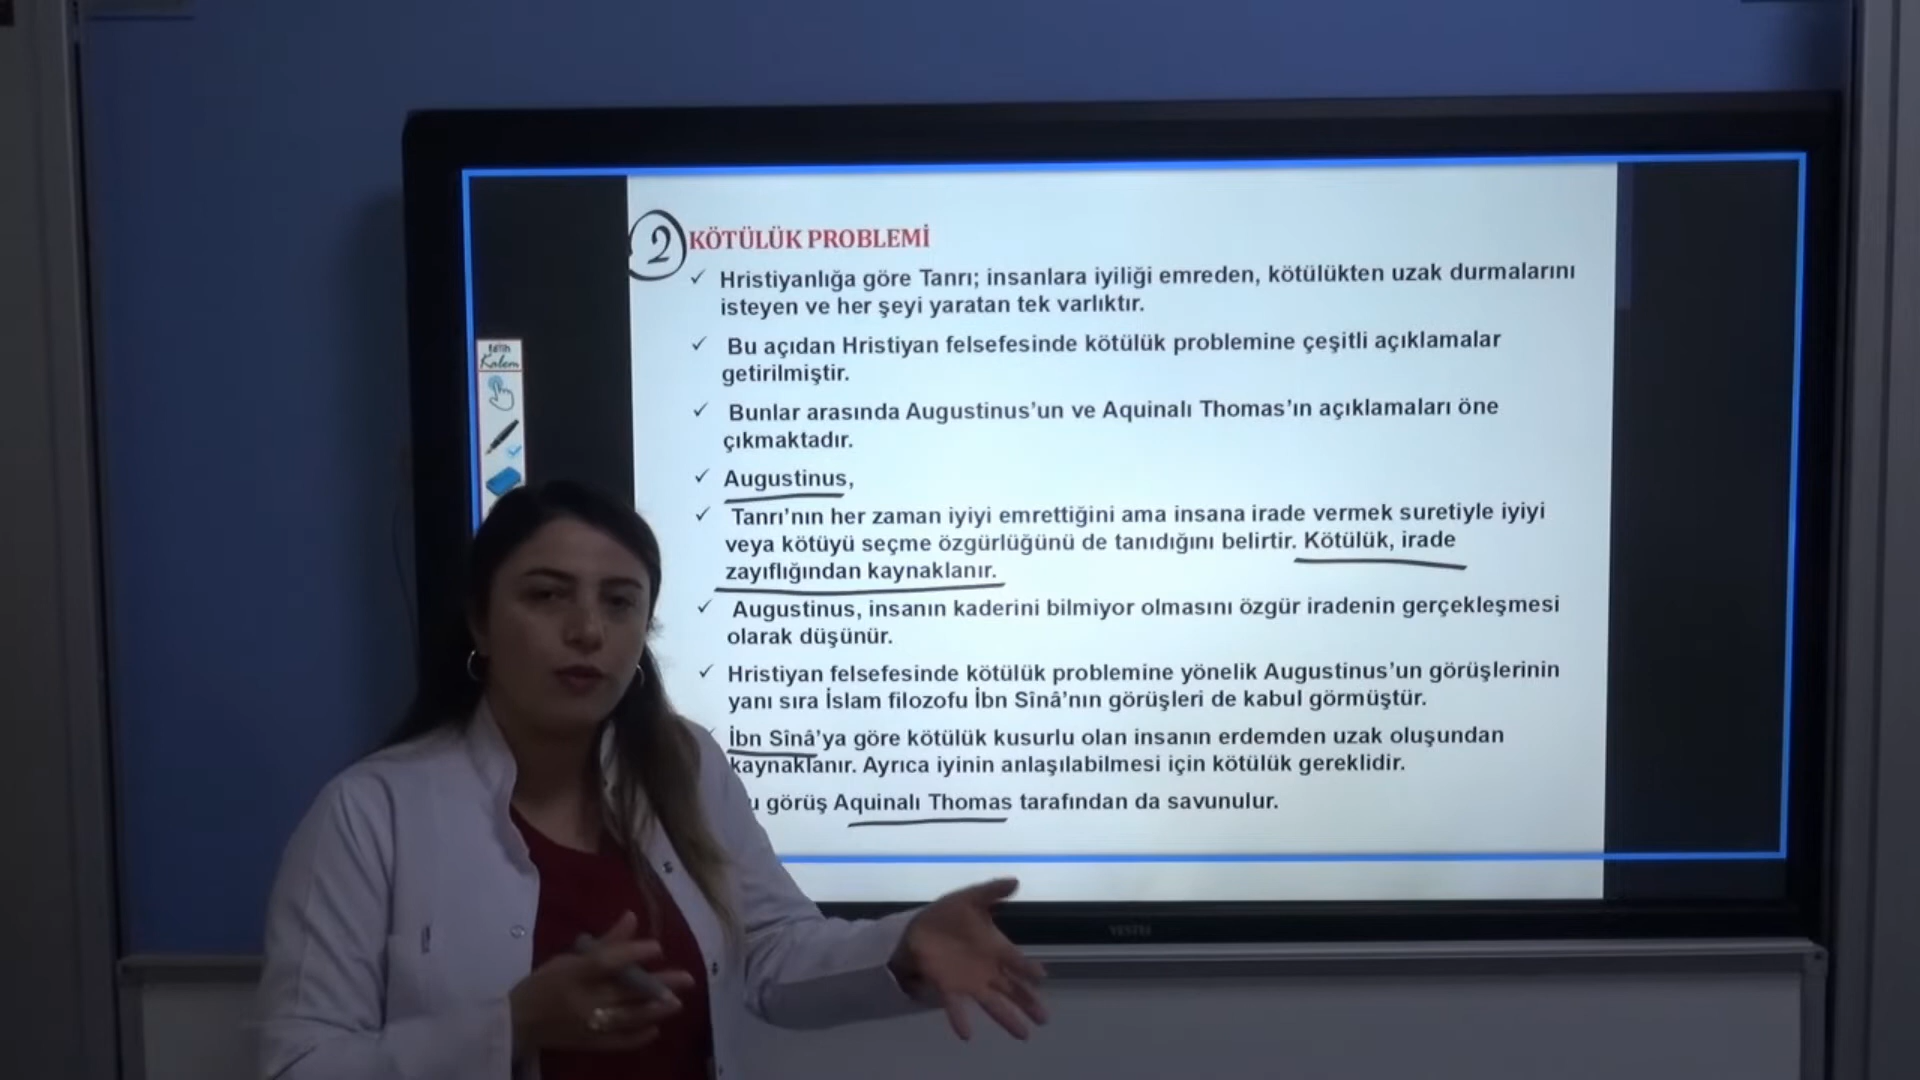 2 KÖTÜLÜK PROBLEMİ
✓ Hristiyanlığa göre Tanrı; insanlara iyiliği emreden, kötülükten uzak durmalarını
isteyen ve her şeyi yaratan tek varlıktır.
✓ Bu açıdan Hristiyan felsefesinde kötülük problemine çeşitli açıklamalar
getirilmiştir.
✓ Bunlar arasında Augustinus’un ve Aquinalı Thomas’ın açıklamaları öne
çıkmaktadır.
✓ Augustinus,
✓ Tanrı’nın her zaman iyiyi emrettiğini ama insana irade vermek suretiyle iyiyi
veya kötüyü seçme özgürlüğünü de tanıdığını belirtir. Kötülük, irade
zayıflığından kaynaklanır.
✓ Augustinus, insanın kaderini bilmiyor olmasını özgür iradenin gerçekleşmesi
olarak düşünür.
✓ Hristiyan felsefesinde kötülük problemine yönelik Augustinus’un görüşlerinin
yanı sıra İslam filozofu İbn Sînâ’nın görüşleri de kabul görmüştür.
İbn Sînâ’ya göre kötülük kusurlu olan insanın erdemden uzak oluşundan
kaynaklanır. Ayrıca iyinin anlaşılabilmesi için kötülük gereklidir.
görüş Aquinalı Thomas tarafından da savunulur.
Kalem
VESTEL